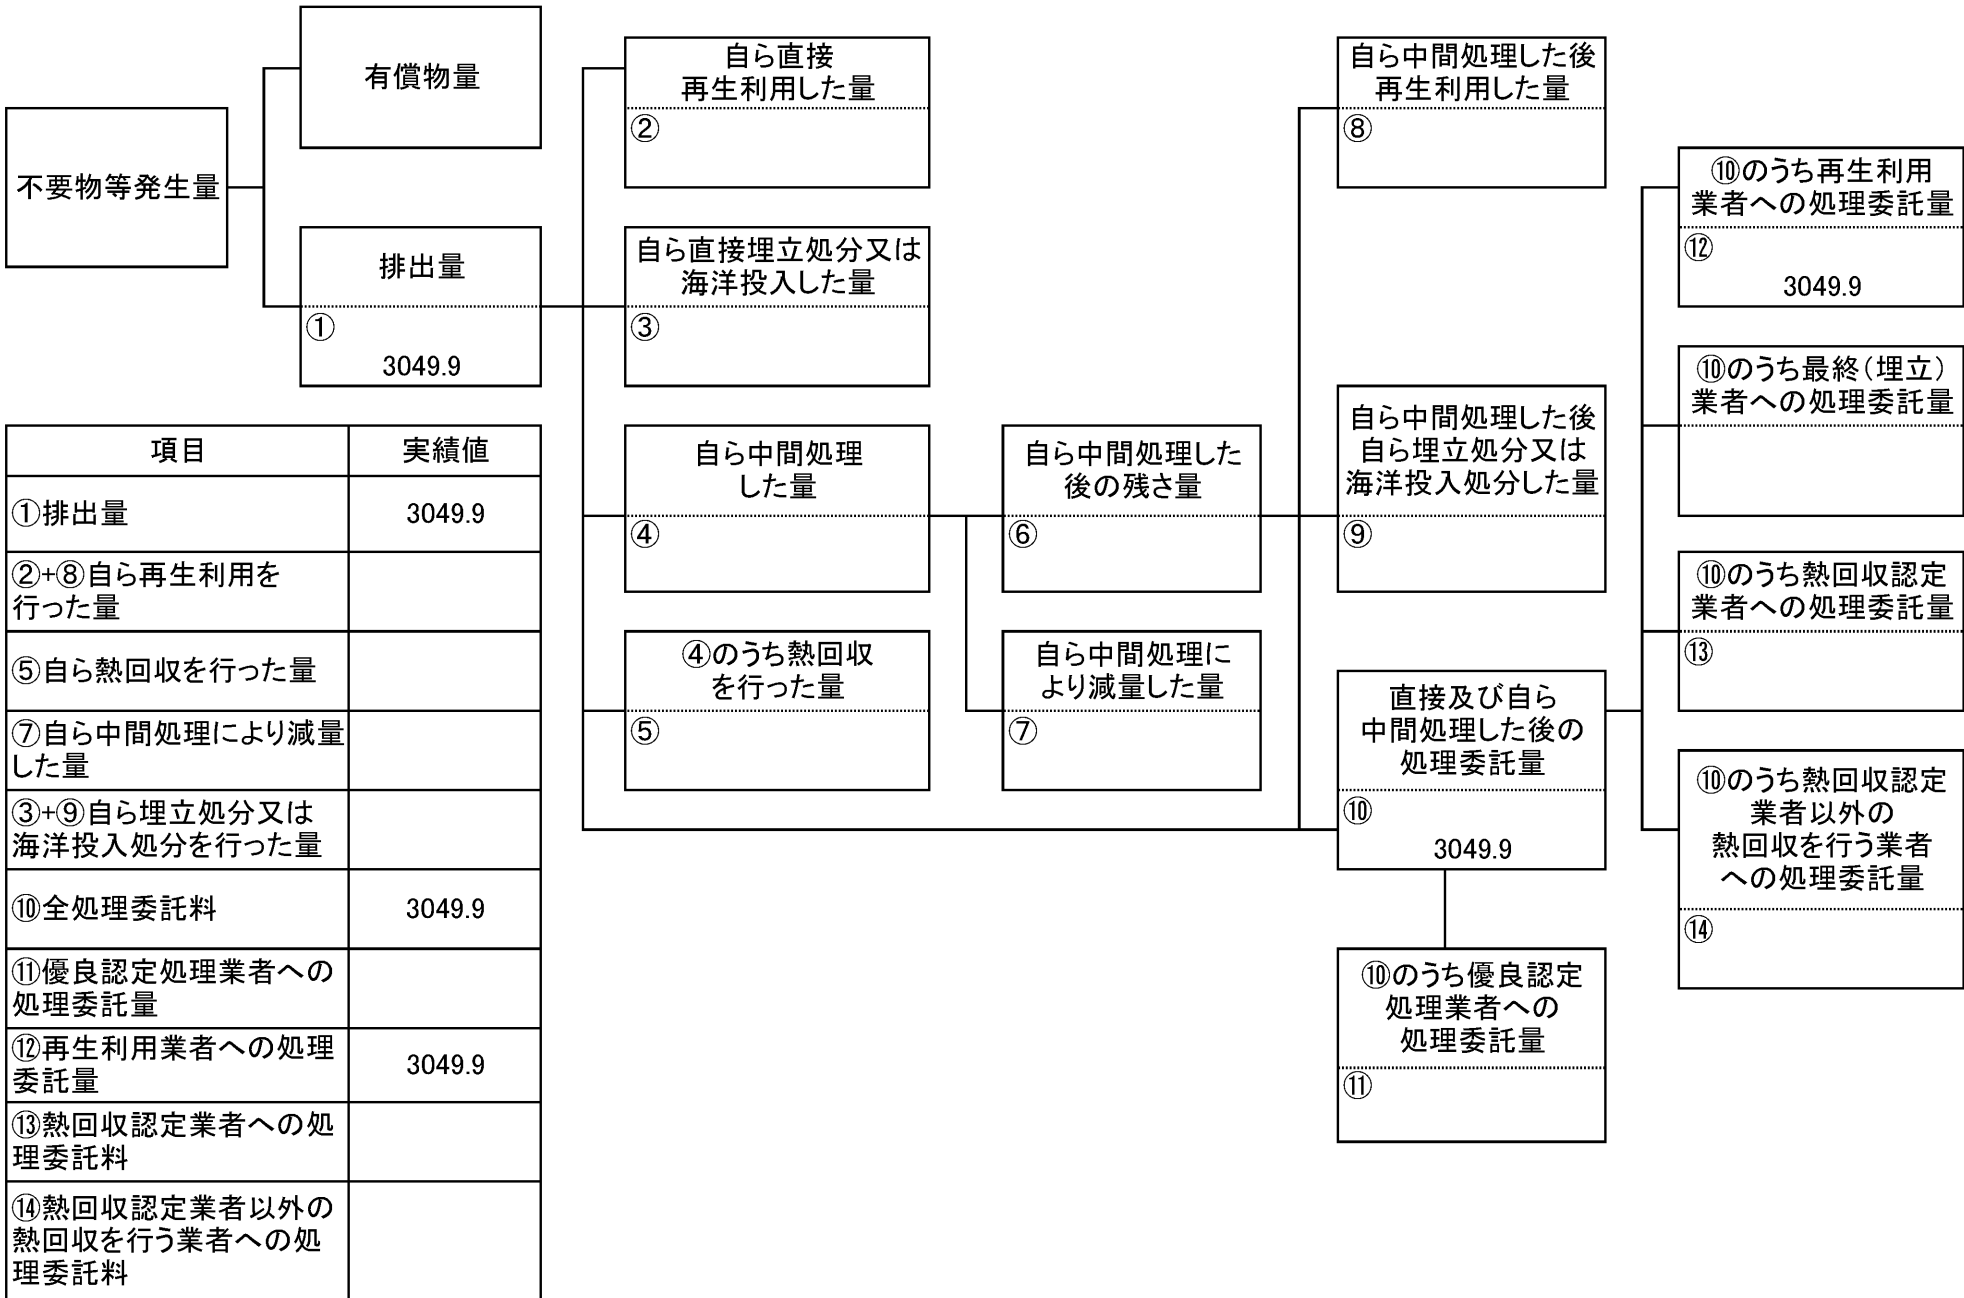 有償物量
不要物等発生量
排出量
①
3049.9
自ら直接
再生利用した量
②
自ら直接埋立処分又は
海洋投入した量
③
自ら中間処理
した量
④
④のうち熱回収
を行った量
⑤
自ら中間処理した
後の残さ量
⑥
自ら中間処理に
より減量した量
⑦
自ら中間処理した後
再生利用した量
⑧
自ら中間処理した後
自ら埋立処分又は
海洋投入処分した量
⑨
直接及び自ら
中間処理した後の
処理委託量
⑩
3049.9
⑩のうち優良認定
処理業者への
処理委託量
⑪
⑩のうち再生利用
業者への処理委託量
⑫
3049.9
⑩のうち最終（埋立）
業者への処理委託量
⑩のうち熱回収認定
業者への処理委託量
⑬
⑩のうち熱回収認定
業者以外の
熱回収を行う業者
への処理委託量
⑭
項目 実績値
①排出量 3049.9
②+⑧自ら再生利用を
行った量
⑤自ら熱回収を行った量
⑦自ら中間処理により減量
した量
③+⑨自ら埋立処分又は
海洋投入処分を行った量
⑩全処理委託料 3049.9
⑪優良認定処理業者への
処理委託量
⑫再生利用業者への処理
委託量 3049.9
⑬熱回収認定業者への処
理委託料
⑭熱回収認定業者以外の
熱回収を行う業者への処
理委託料